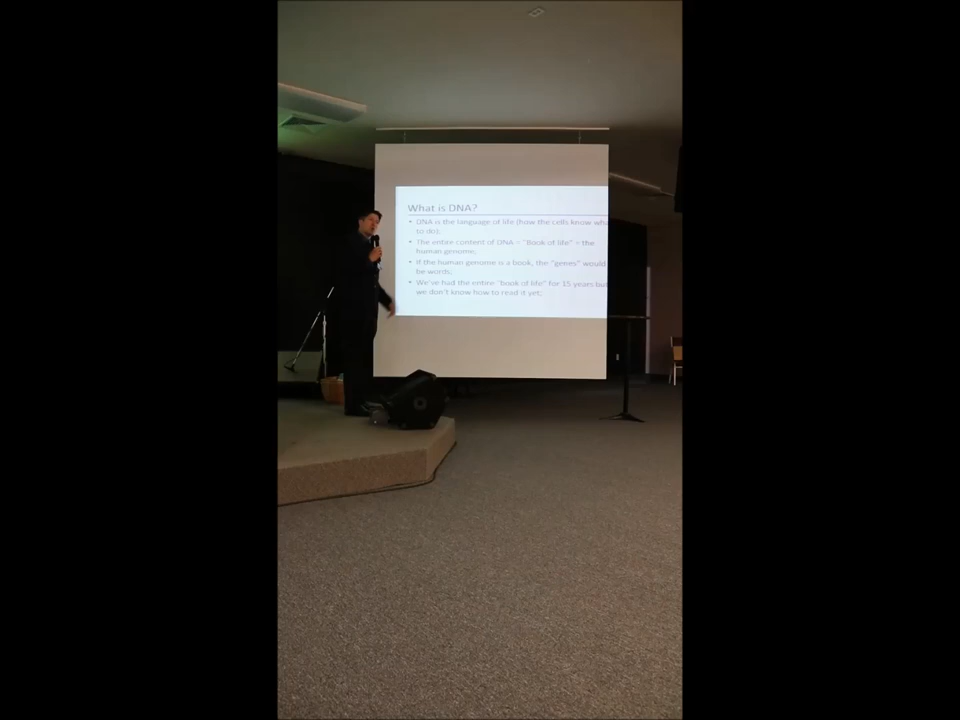 What is DNA?
• DNA is the language of life (how the cells know wha
to do);
• The entire content of DNA = "Book of life" = the
human genome;
• If the human genome is a book, the "genes" would
be words;
• We've had the entire "book of life" for 15 years but
we don't know how to read it yet;